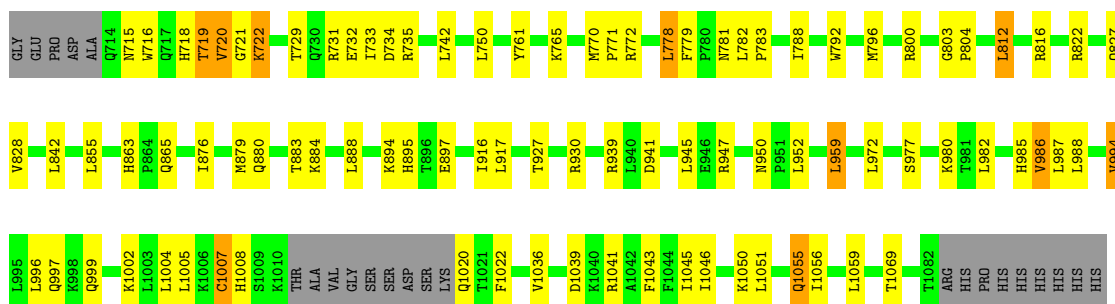 GLY GLU PRO ASP ALA Q714 N715 W716 Q717 H718 T719 V720 G721 K722 T729 Q730 R731 E732 I733 D734 R735 L742 L750 Y761 K765 M770 P771 R772 L778 F779 P780 N781 L782 P783 I788 W792 M796 R800 G803 P804 L812 R816 R822
V828 L842 L855 H863 P864 Q865 I876 M879 Q880 T883 K884 L888 K894 H895 T896 E897 I916 L917 T927 R930 R939 L940 D941 L945 E946 R947 N950 P951 L952 L959 L972 S977 K980 T981 L982 H985 V986 L987 L988
L995 L996 Q997 K998 Q999 K1002 L1003 L1004 L1005 K1006 C1007 H1008 S1009 K1010 THR ALA VAL GLY SER SER ASP SER LYS Q1020 T1021 F1022 V1036 D1039 K1040 R1041 A1042 F1043 F1044 I1045 I1046 K1050 L1051 Q1055 I1056 L1059 T1069 T1082 ARG HIS PRO HIS HIS HIS HIS HIS HIS